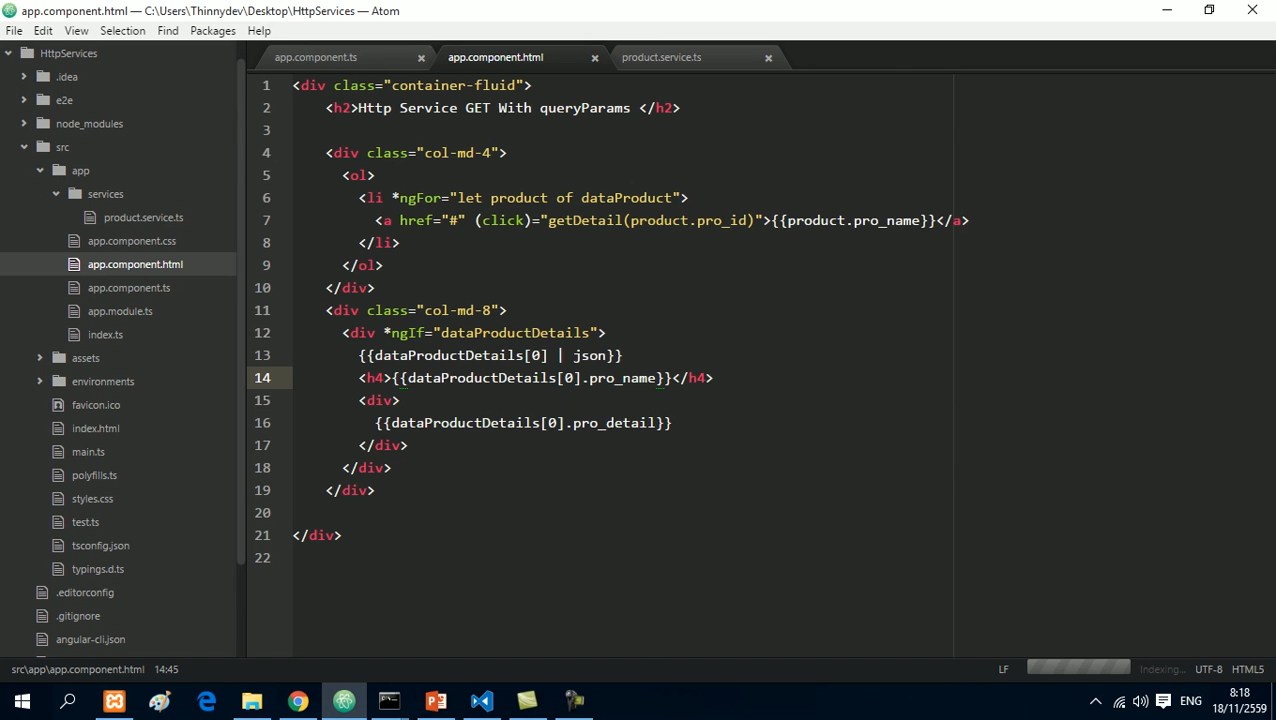 app.component.html — C:\Users\Thinnydev\Desktop\HttpServices — Atom
File Edit View Selection Find Packages Help
HttpServices
.idea
e2e
node_modules
src
app
services
product.service.ts
app.component.css
app.component.html
app.component.ts
app.module.ts
index.ts
assets
environments
favicon.ico
index.html
main.ts
polyfills.ts
styles.css
test.ts
tsconfig.json
typings.d.ts
.editorconfig
.gitignore
angular-cli.json
app.component.ts app.component.html product.service.ts
1 <div class="container-fluid">
2 <h2>Http Service GET With queryParams </h2>
3
4 <div class="col-md-4">
5 <ol>
6 <li *ngFor="let product of dataProduct">
7 <a href="#" (click)="getDetail(product.pro_id)">{{product.pro_name}}</a>
8 </li>
9 </ol>
10 </div>
11 <div class="col-md-8">
12 <div *ngIf="dataProductDetails">
13 {{dataProductDetails[0] | json}}
14 <h4>{{dataProductDetails[0].pro_name}}</h4>
15 <div>
16 {{dataProductDetails[0].pro_detail}}
17 </div>
18 </div>
19 </div>
20
21 </div>
22
src\app\app.component.html 14:45 LF Indexing... UTF-8 HTML5
ENG
8:18
18/11/2559